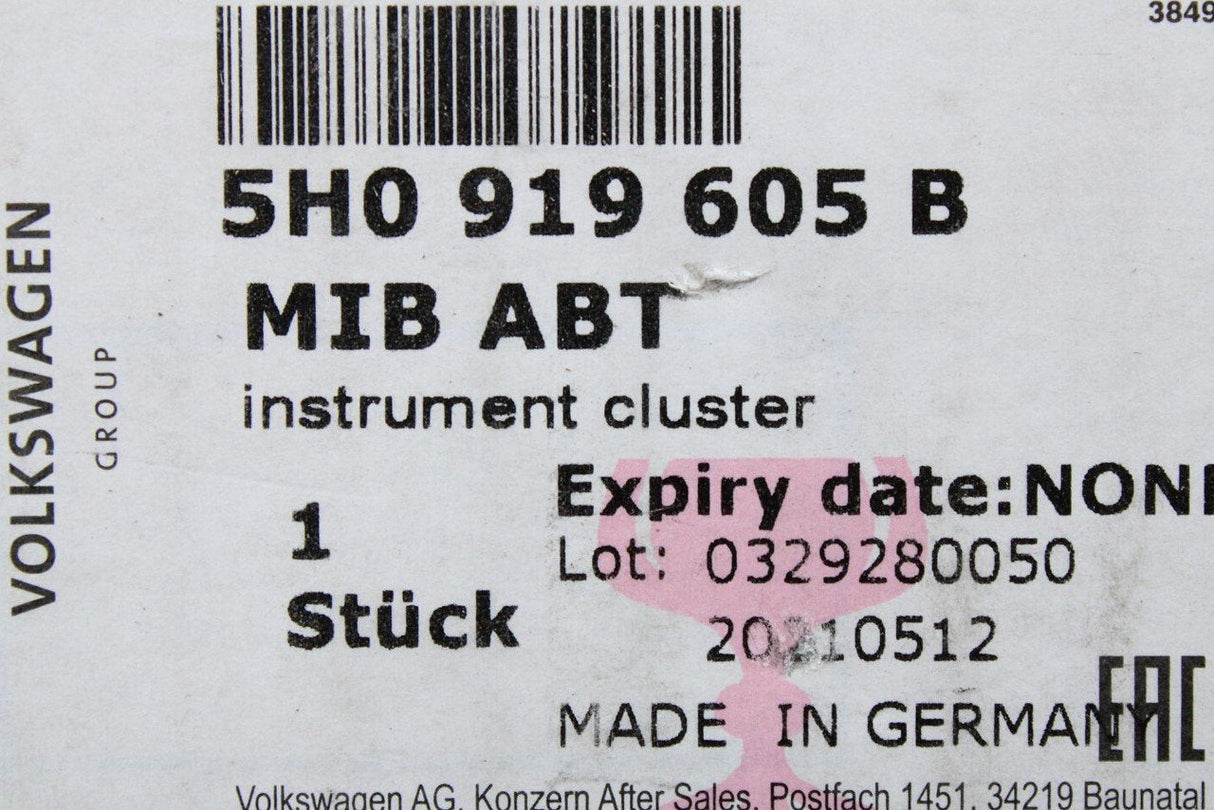 3849
5H0 919 605 B
MIB ABT
instrument cluster
VOLKSWAGEN
GROUP
Expiry date:NONE
1
Stück
Lot: 0329280050
20210512
MADE IN GERMANY
EAC
Volkswagen AG, Konzern After Sales, Postfach 1451, 34219 Baunatal